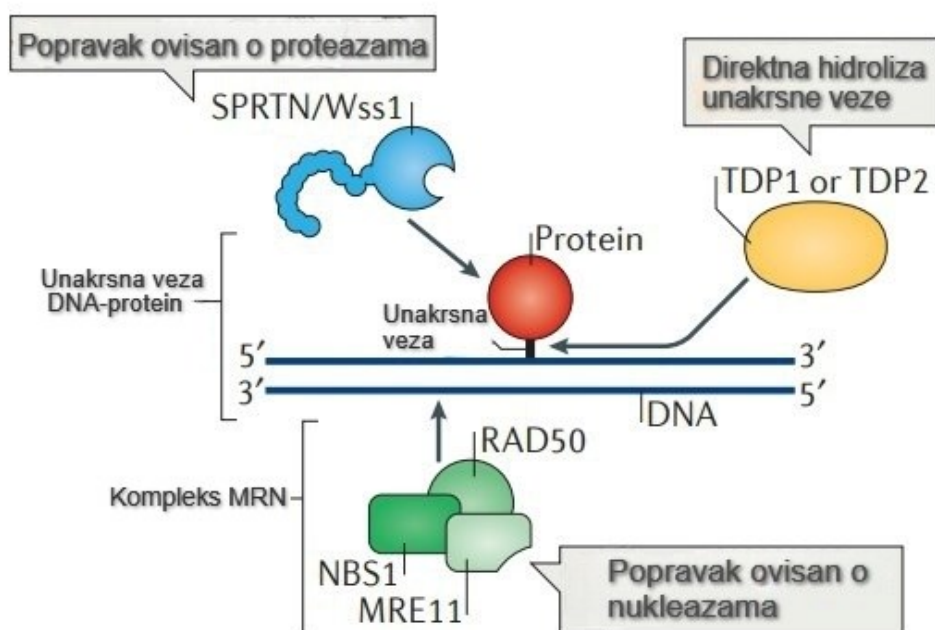 Popravak ovisan o proteazama
SPRTN/Wss1
Direktna hidroliza
unakrsne veze
TDP1 or TDP2
Protein
Unakrsna veza
DNA-protein
Unakrsna
veza
5′
3′
3′
5′
DNA
RAD50
Kompleks MRN
NBS1
MRE11
Popravak ovisan o
nukleazama